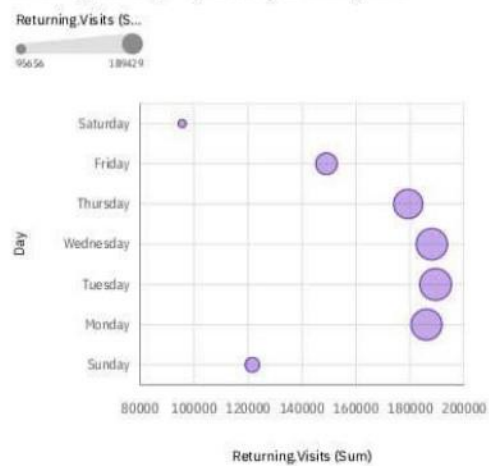 Returning.Visits (S...
95656 189429
Saturday
Friday
Thursday
Wednesday
Tuesday
Monday
Sunday
Day
80000 100000 120000 140000 160000 180000 200000
Returning.Visits (Sum)